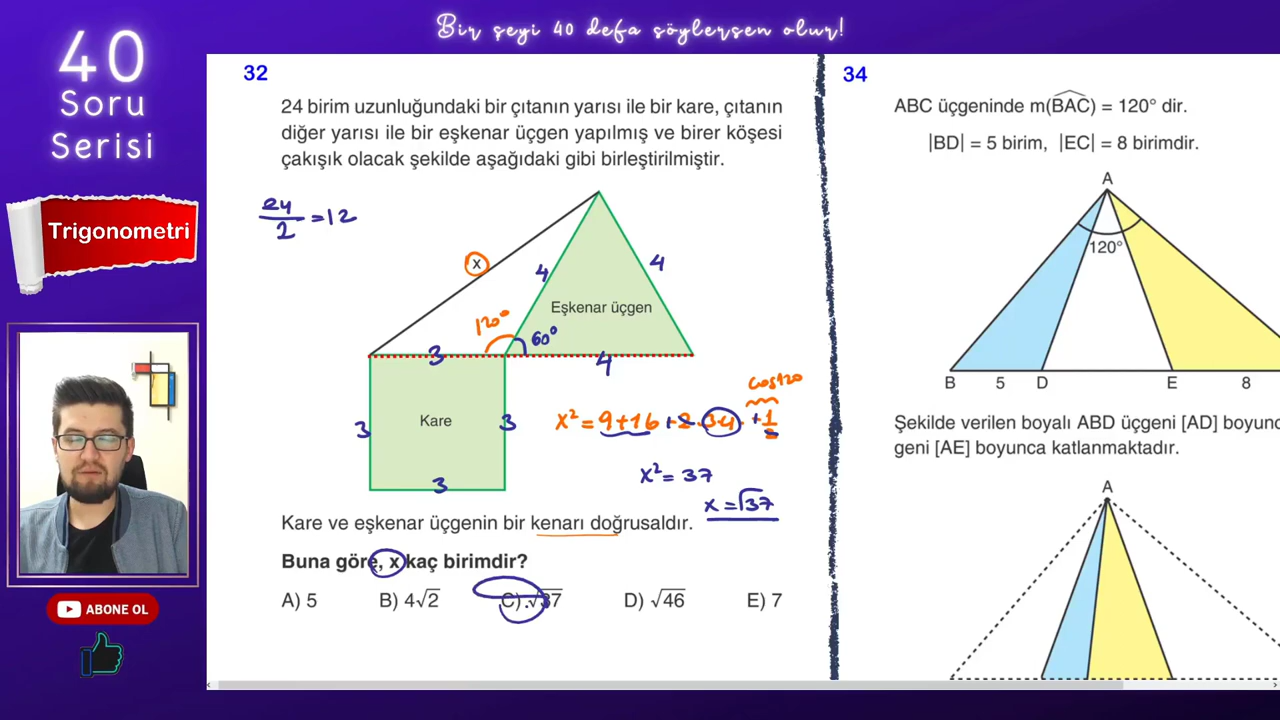 Bir şeyi 40 defa söylersen olur!
40
Soru
Serisi
Trigonometri
ABONE OL
32
24 birim uzunluğundaki bir çıtanın yarısı ile bir kare, çıtanın
diğer yarısı ile bir eşkenar üçgen yapılmış ve birer köşesi
çakışık olacak şekilde aşağıdaki gibi birleştirilmiştir.
24/2 = 12
x
4
4
Eşkenar üçgen
120°
60°
3
4
Kare
3
3
3
cos120
x² = 9+16 +2.3.4. +1/2
x² = 37
x = √37
Kare ve eşkenar üçgenin bir kenarı doğrusaldır.
Buna göre, x kaç birimdir?
A) 5 B) 4√2 C) √37 D) √46 E) 7
34
ABC üçgeninde m(BAC) = 120° dir.
|BD| = 5 birim, |EC| = 8 birimdir.
A
120°
B 5 D E 8
Şekilde verilen boyalı ABD üçgeni [AD] boyunc
geni [AE] boyunca katlanmaktadır.
A